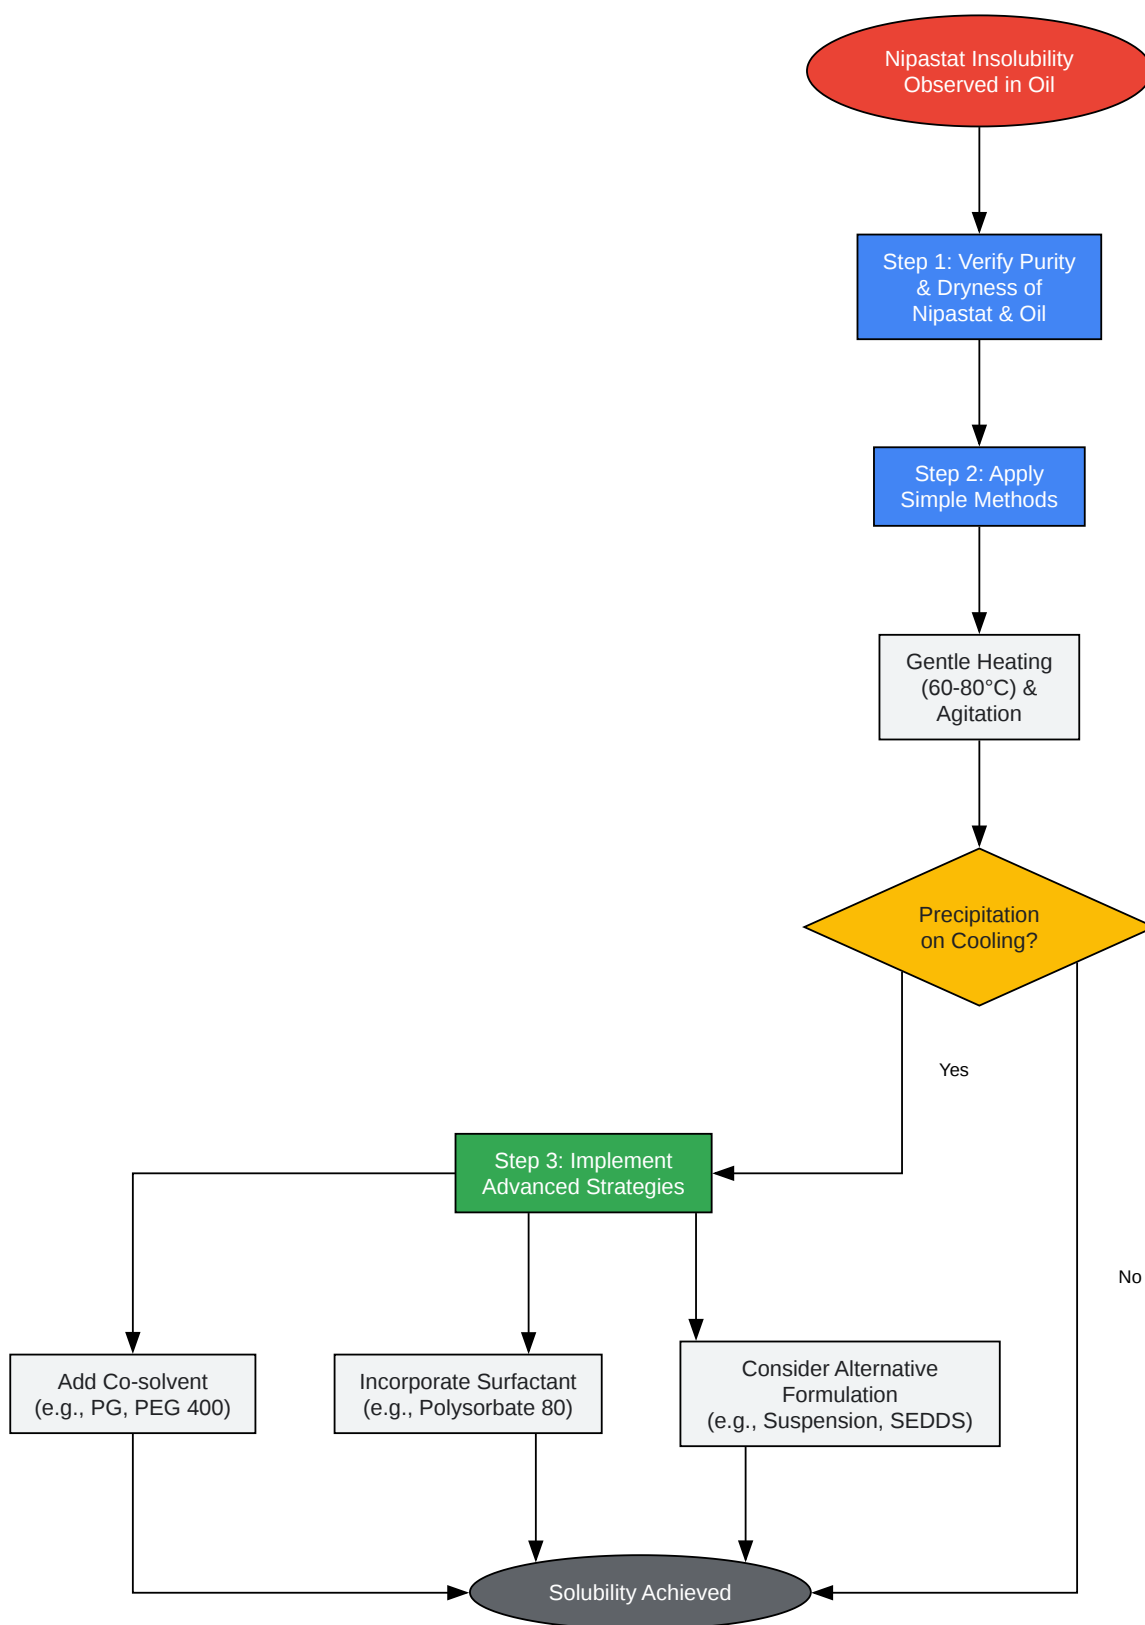 Nipastat Insolubility
Observed in Oil
Step 1: Verify Purity
& Dryness of
Nipastat & Oil
Step 2: Apply
Simple Methods
Gentle Heating
(60-80°C) &
Agitation
Precipitation
on Cooling?
Yes
Step 3: Implement
Advanced Strategies
No
Add Co-solvent
(e.g., PG, PEG 400)
Incorporate Surfactant
(e.g., Polysorbate 80)
Consider Alternative
Formulation
(e.g., Suspension, SEDDS)
Solubility Achieved